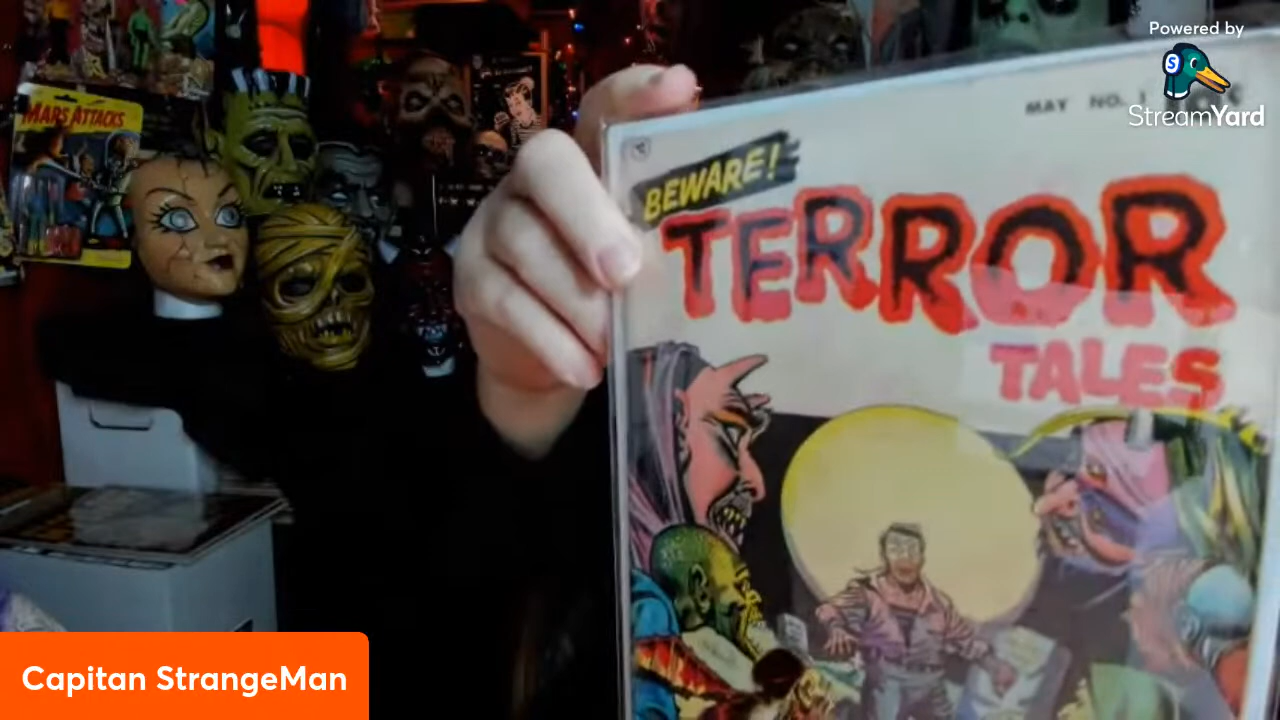 Powered by
StreamYard
MARS ATTACKS
MAY NO. 1
BEWARE!
TERROR
TALES
Capitan StrangeMan